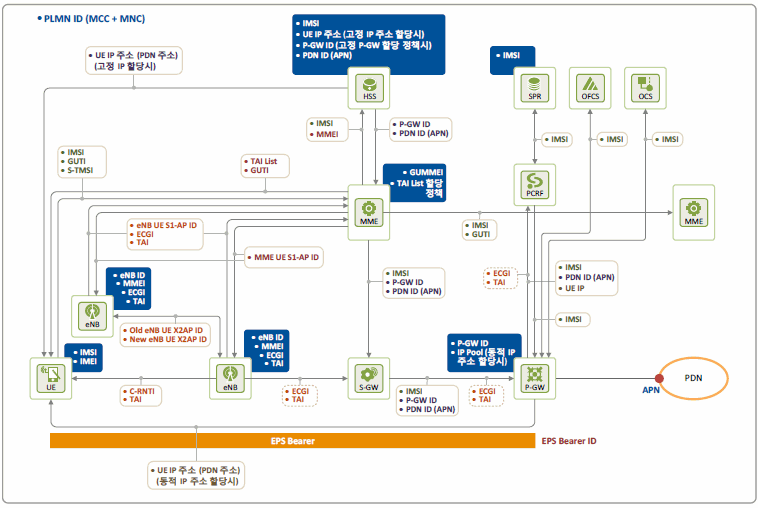 • PLMN ID (MCC + MNC)
• IMSI
• UE IP 주소 (고정 IP 할당시)
• P-GW ID (고정 P-GW 할당 정책시)
• PDN ID (APN)
• UE IP 주소 (PDN 주소)
(고정 IP 할당시)
• IMSI
HSS
SPR
OFCS
OCS
• IMSI
• MMEI
• P-GW ID
• PDN ID (APN)
• IMSI
• IMSI
• IMSI
• IMSI
• GUTI
• S-TMSI
• TAI List
• GUTI
• GUMMEI
• TAI List 할당
정책
PCRF
MME
MME
• eNB UE S1-AP ID
• ECGI
• TAI
• IMSI
• GUTI
• MME UE S1-AP ID
• eNB ID
• MMEI
• ECGI
• TAI
• IMSI
• P-GW ID
• PDN ID (APN)
• ECGI
• TAI
• IMSI
• PDN ID (APN)
• UE IP
eNB
• Old eNB UE X2AP ID
• New eNB UE X2AP ID
• IMSI
• eNB ID
• MMEI
• ECGI
• TAI
• P-GW ID
• IP Pool (동적 IP
주소 할당시)
• IMSI
• IMEI
UE
eNB
S-GW
P-GW
PDN
APN
• C-RNTI
• TAI
• ECGI
• TAI
• IMSI
• P-GW ID
• PDN ID (APN)
• ECGI
• TAI
EPS Bearer
EPS Bearer ID
• UE IP 주소 (PDN 주소)
(동적 IP 주소 할당시)